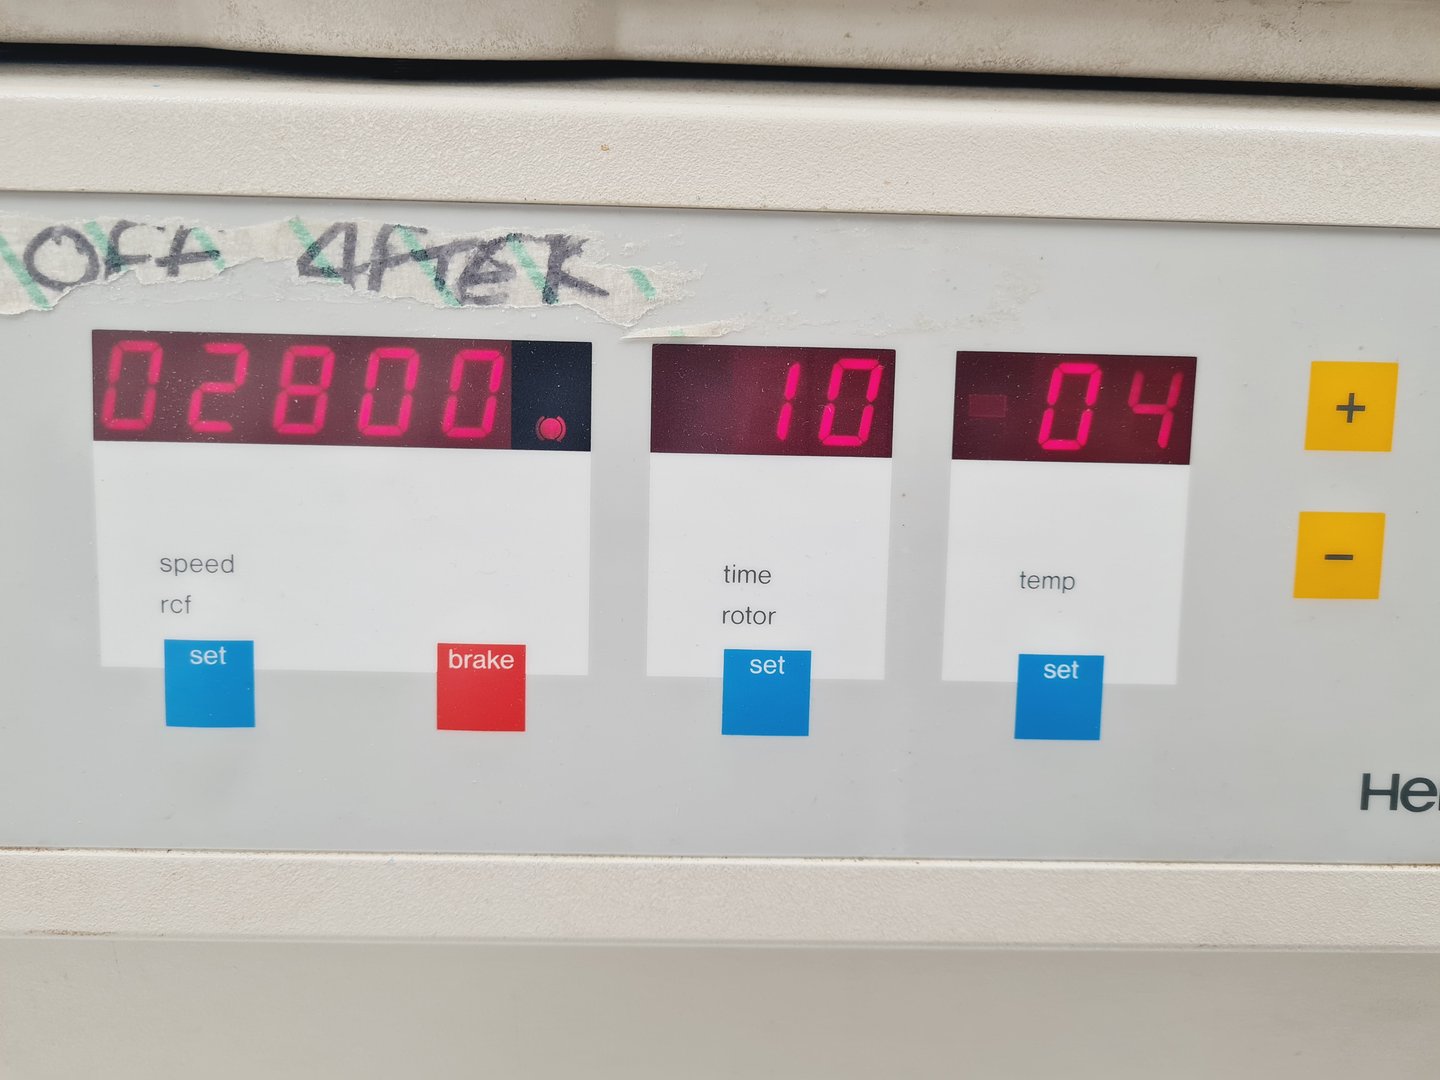 OFF AFTER
02800 10 04
+
−
speed
rcf
time
rotor
temp
set brake set set
He